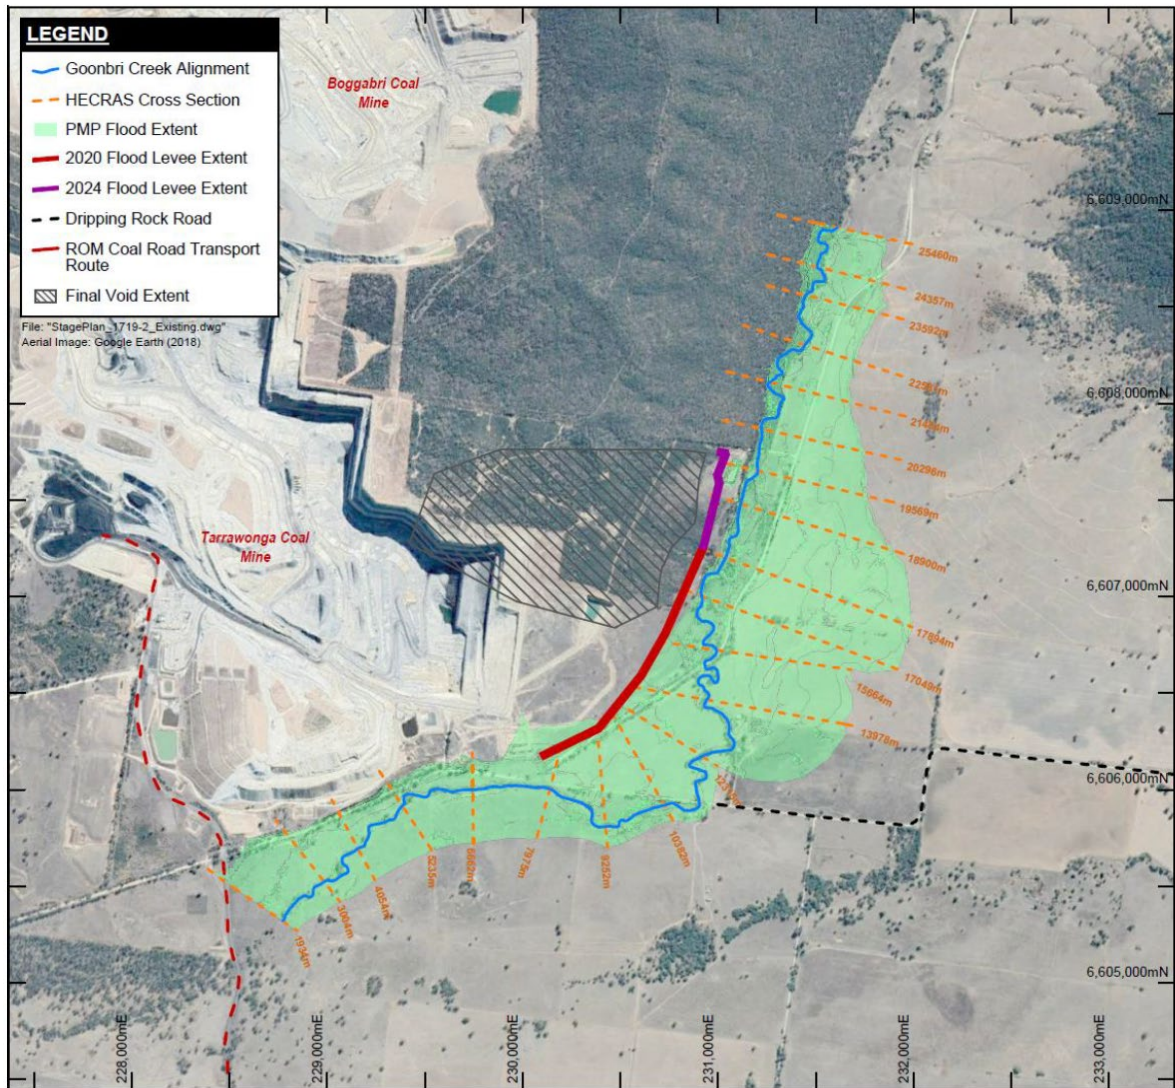 LEGEND
Goonbri Creek Alignment
HECRAS Cross Section
PMP Flood Extent
2020 Flood Levee Extent
2024 Flood Levee Extent
Dripping Rock Road
ROM Coal Road Transport
Route
Final Void Extent
File: "StagePlan_1719-2_Existing.dwg"
Aerial Image: Google Earth (2018)
Boggabri Coal
Mine
Tarrawonga Coal
Mine
6,609,000mN
25460m
24357m
23592m
6,608,000mN
20296m
19569m
18900m
6,607,000mN
17894m
17049m
15664m
13978m
6,606,000mN
10382m
9252m
7975m
5235m
4054m
3004m
1934m
6,605,000mN
228,000mE
229,000mE
230,000mE
231,000mE
232,000mE
233,000mE